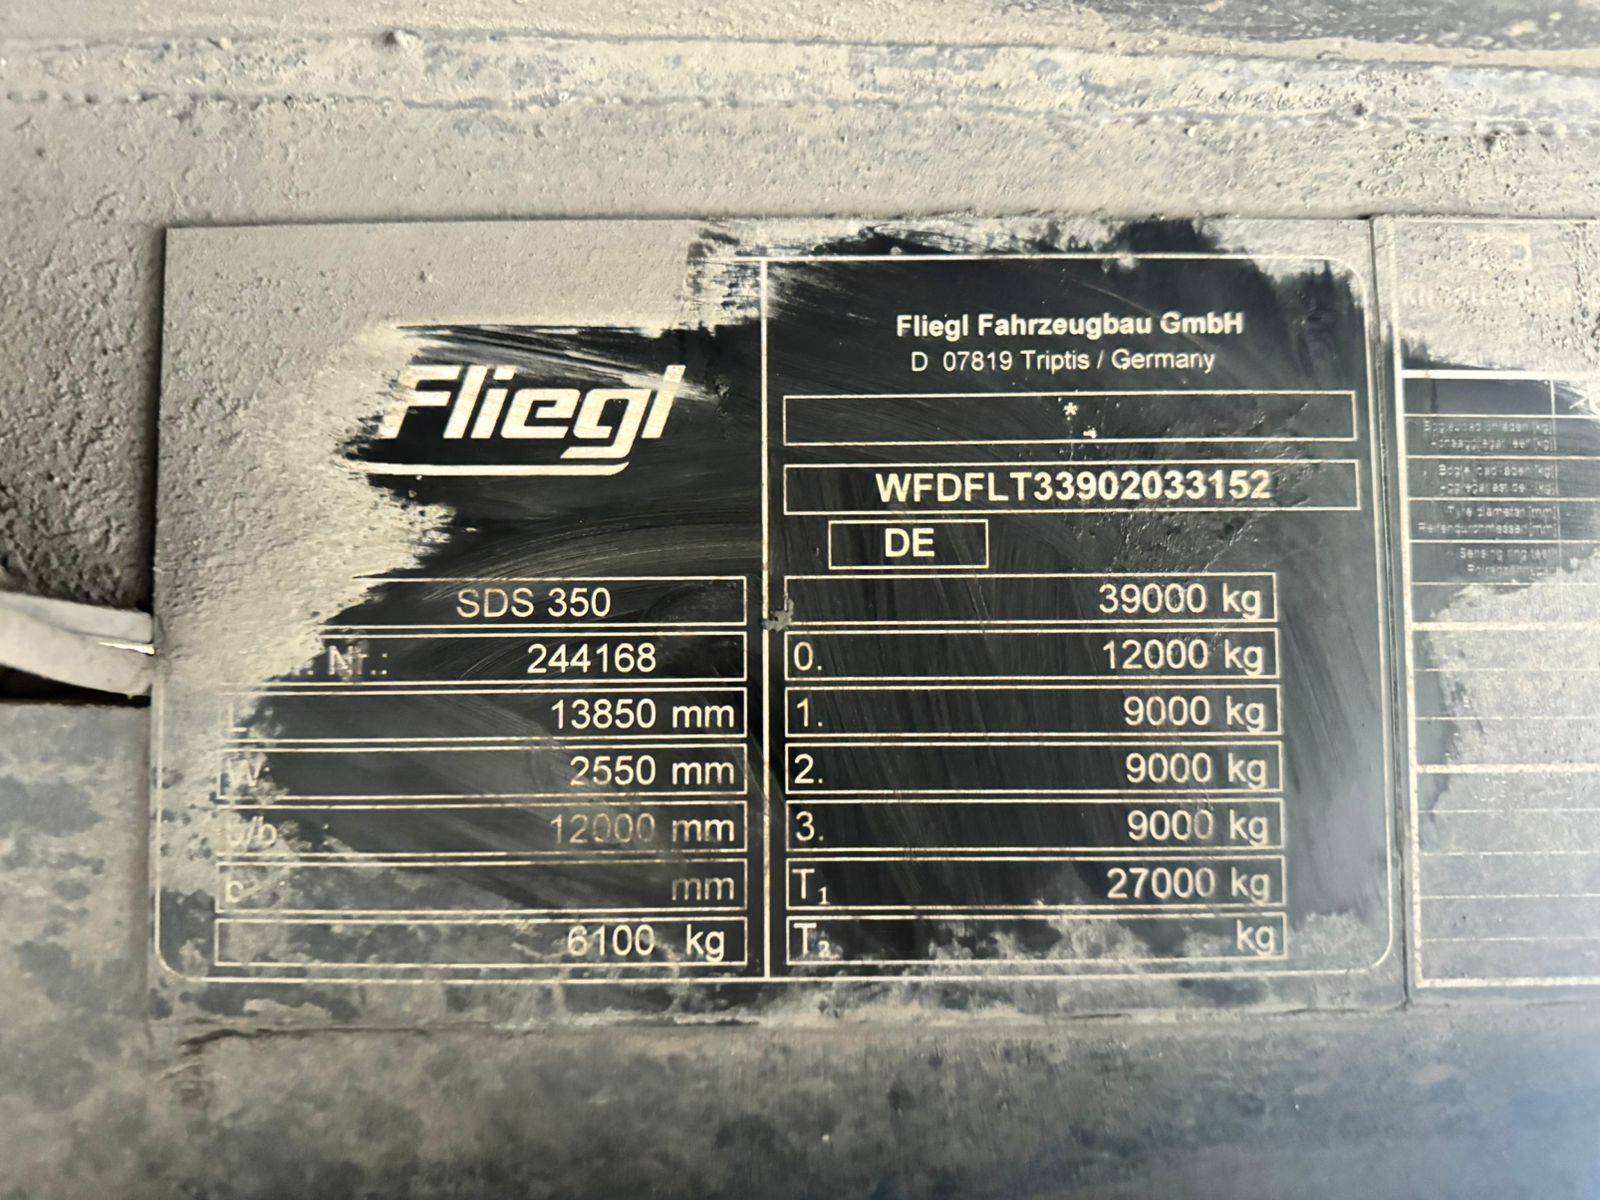 Fliegl
Fliegl Fahrzeugbau GmbH
D 07819 Triptis / Germany
*
WFDFLT33902033152
DE
SDS 350
Nr.: 244168
L 13850 mm
2550 mm
12000 mm
mm
6100 kg
39000 kg
0. 12000 kg
1. 9000 kg
2. 9000 kg
3. 9000 kg
T₁ 27000 kg
T₂ kg